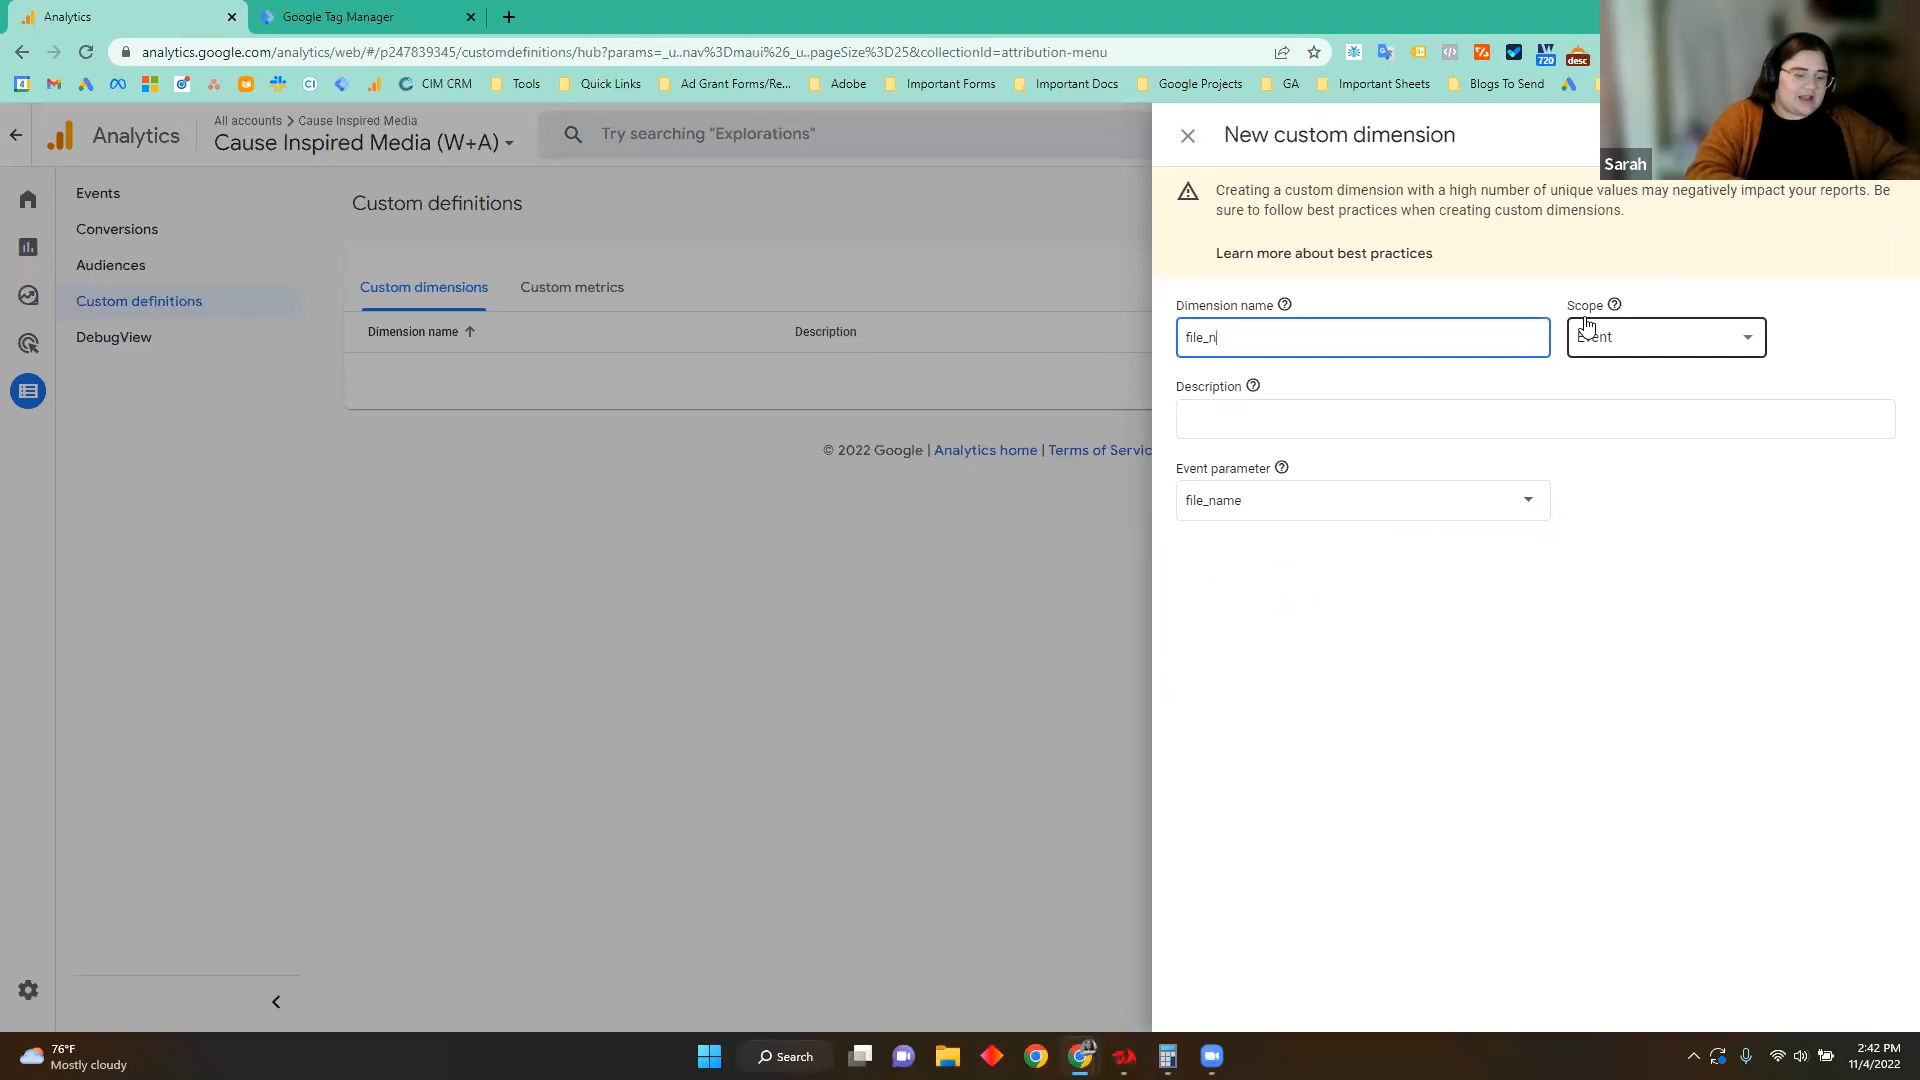 Analytics
Google Tag Manager
analytics.google.com/analytics/web/#/p247839345/customdefinitions/hub?params=_u..nav%3Dmaui%26_u..pageSize%3D25&collectionId=attribution-menu
720
desc
4
CI
CIM CRM
Tools
Quick Links
Ad Grant Forms/Re...
Adobe
Important Forms
Important Docs
Google Projects
GA
Important Sheets
Blogs To Send
Analytics
All accounts > Cause Inspired Media
Cause Inspired Media (W+A)
Try searching "Explorations"
New custom dimension
Sarah
Creating a custom dimension with a high number of unique values may negatively impact your reports. Be
sure to follow best practices when creating custom dimensions.
Learn more about best practices
Events
Conversions
Audiences
Custom definitions
DebugView
Custom definitions
Custom dimensions
Custom metrics
Dimension name
Description
© 2022 Google | Analytics home | Terms of Servic
Dimension name
Scope
file_n
Event
Description
Event parameter
file_name
76°F
Mostly cloudy
Search
2:42 PM
11/4/2022